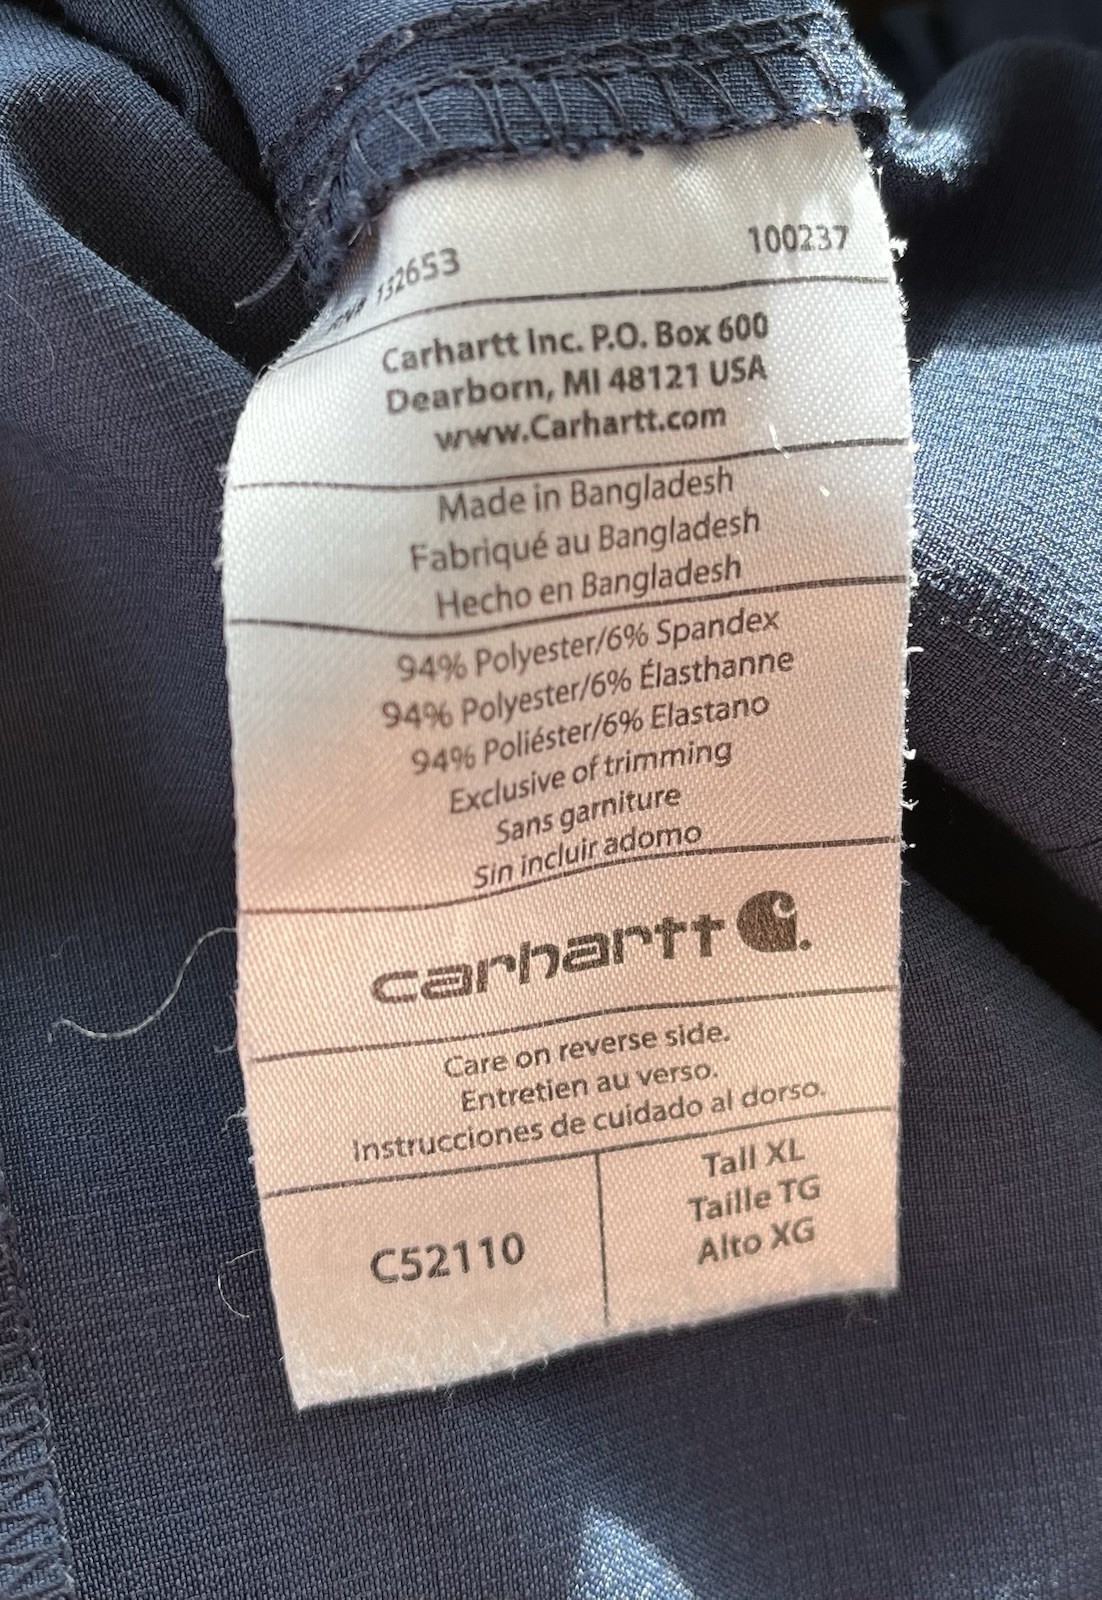 132653 100237
Carhartt Inc. P.O. Box 600
Dearborn, MI 48121 USA
www.Carhartt.com
Made in Bangladesh
Fabriqué au Bangladesh
Hecho en Bangladesh
94% Polyester/6% Spandex
94% Polyester/6% Élasthanne
94% Poliéster/6% Elastano
Exclusive of trimming
Sans garniture
Sin incluir adorno
carhartt
Care on reverse side.
Entretien au verso.
Instrucciones de cuidado al dorso.
C52110
Tall XL
Taille TG
Alto XG